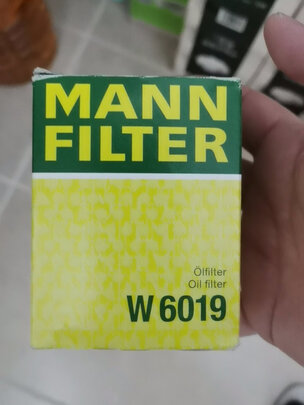 MANN
FILTER
Ölfilter
Oil filter
W 6019